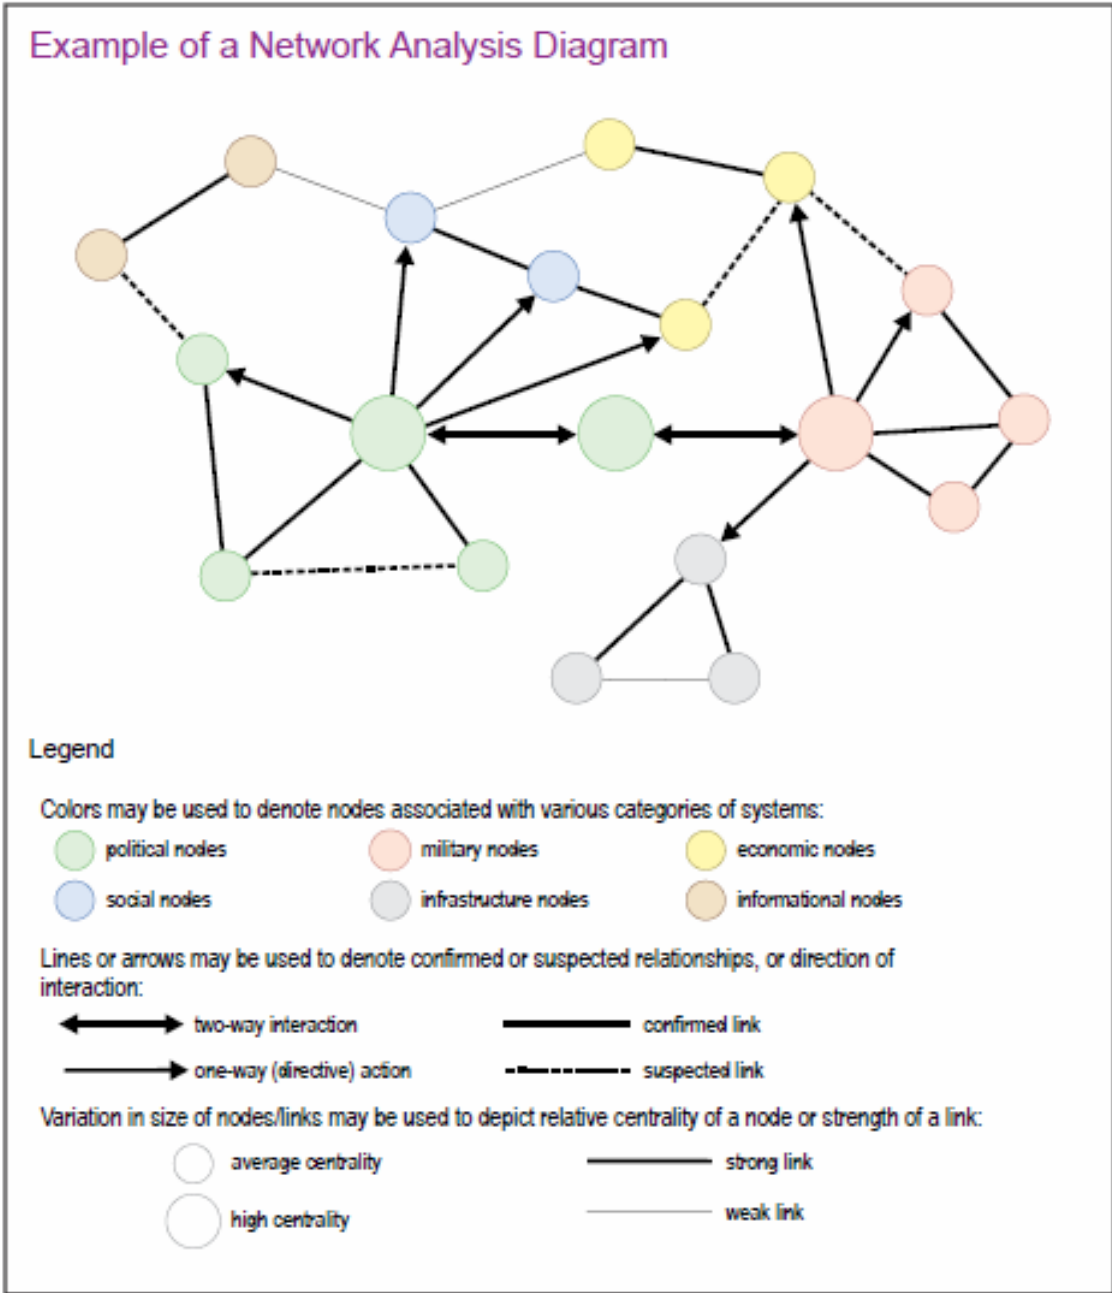 Example of a Network Analysis Diagram
Legend
Colors may be used to denote nodes associated with various categories of systems:
political nodes
military nodes
economic nodes
social nodes
infrastructure nodes
informational nodes
Lines or arrows may be used to denote confirmed or suspected relationships, or direction of
interaction:
two-way interaction
confirmed link
one-way (directive) action
suspected link
Variation in size of nodes/links may be used to depict relative centrality of a node or strength of a link:
average centrality
strong link
high centrality
weak link